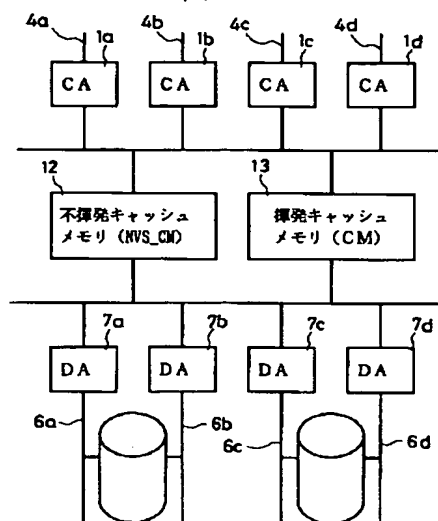 4a 4b 4c 4d
1a 1b 1c 1d
CA CA CA CA
12 13
不揮発キャッシュ 揮発キャッシュ
メモリ(NVS_CM) メモリ(CM)
7a 7b 7c 7d
DA DA DA DA
6a 6b 6c 6d